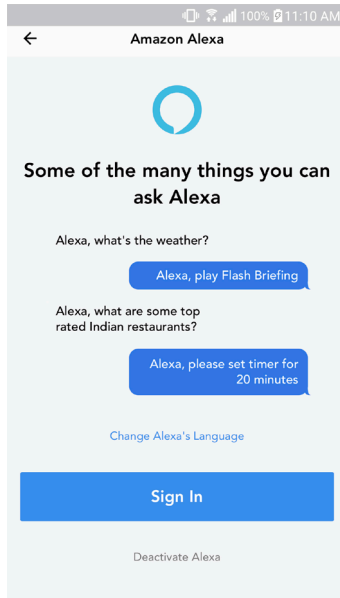 100% 11:10 AM
Amazon Alexa
Some of the many things you can
ask Alexa
Alexa, what's the weather?
Alexa, play Flash Briefing
Alexa, what are some top
rated Indian restaurants?
Alexa, please set timer for
20 minutes
Change Alexa's Language
Sign In
Deactivate Alexa